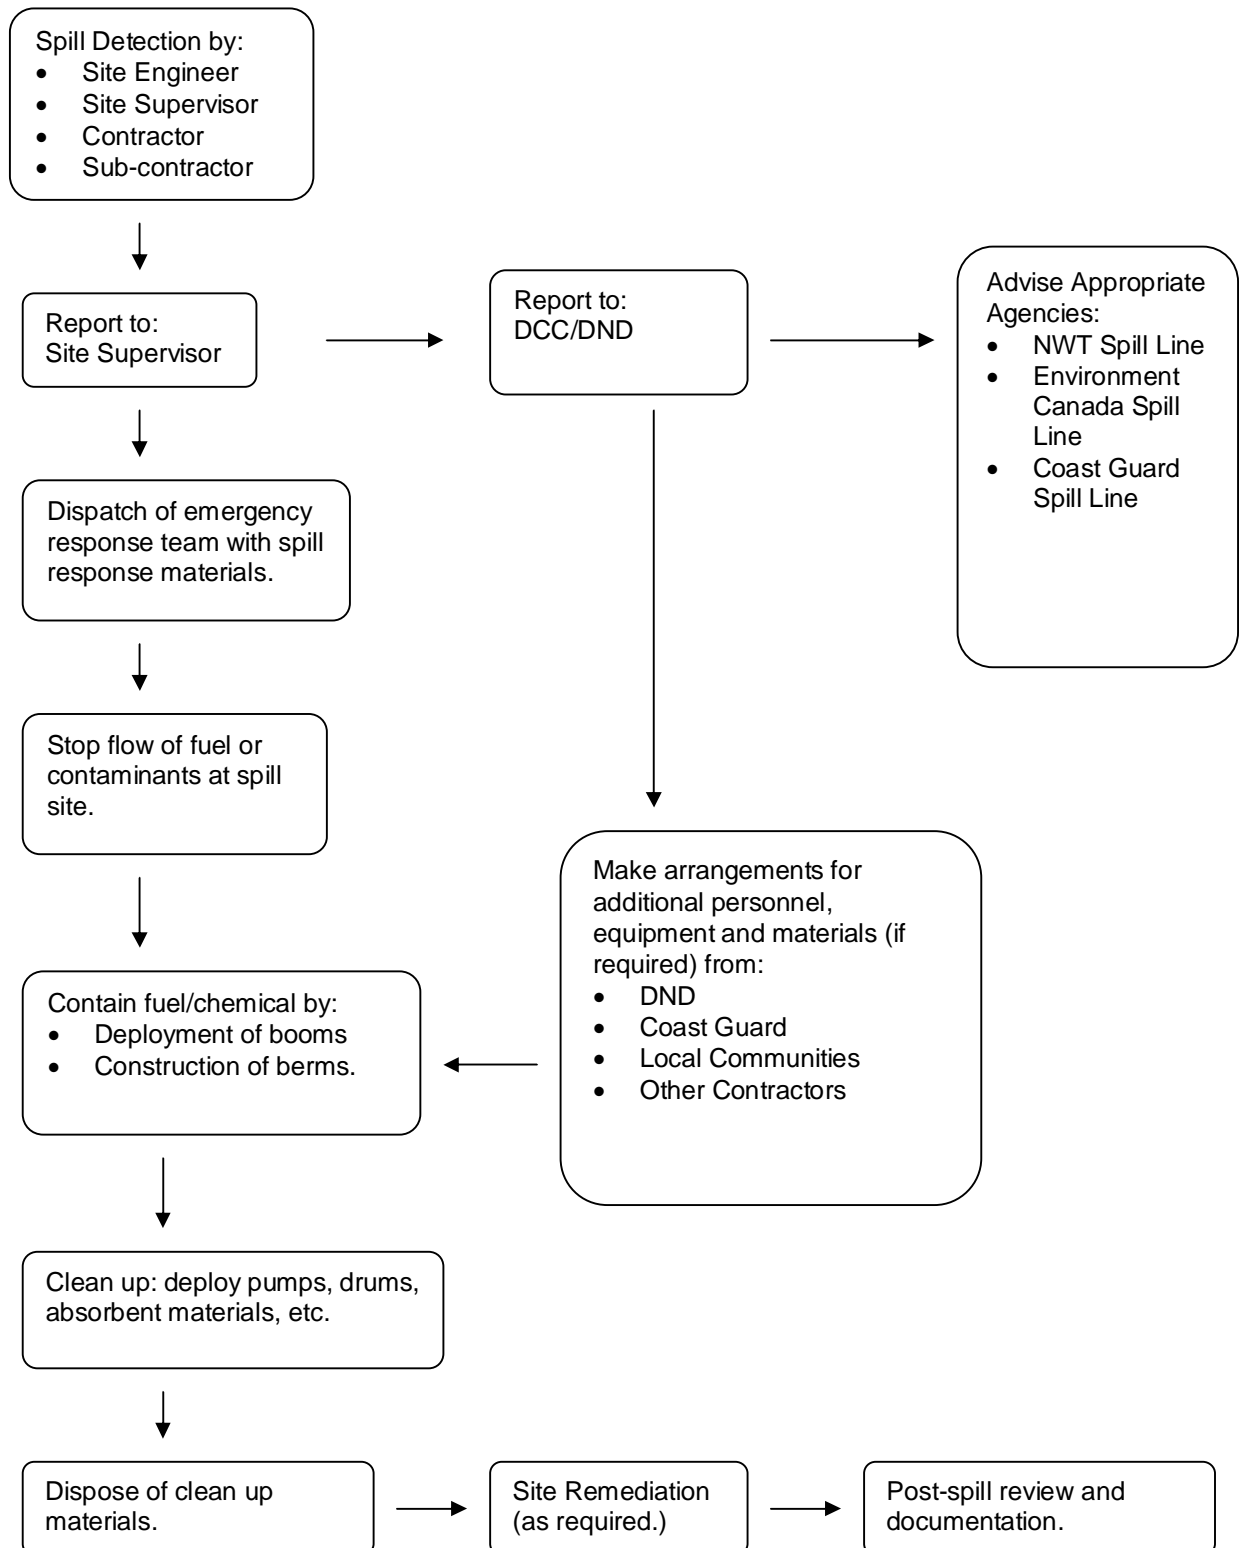 Spill Detection by:
• Site Engineer
• Site Supervisor
• Contractor
• Sub-contractor
Report to:
Site Supervisor
Report to:
DCC/DND
Advise Appropriate
Agencies:
• NWT Spill Line
• Environment
Canada Spill
Line
• Coast Guard
Spill Line
Dispatch of emergency
response team with spill
response materials.
Stop flow of fuel or
contaminants at spill
site.
Make arrangements for
additional personnel,
equipment and materials (if
required) from:
• DND
• Coast Guard
• Local Communities
• Other Contractors
Contain fuel/chemical by:
• Deployment of booms
• Construction of berms.
Clean up: deploy pumps, drums,
absorbent materials, etc.
Dispose of clean up
materials.
Site Remediation
(as required.)
Post-spill review and
documentation.